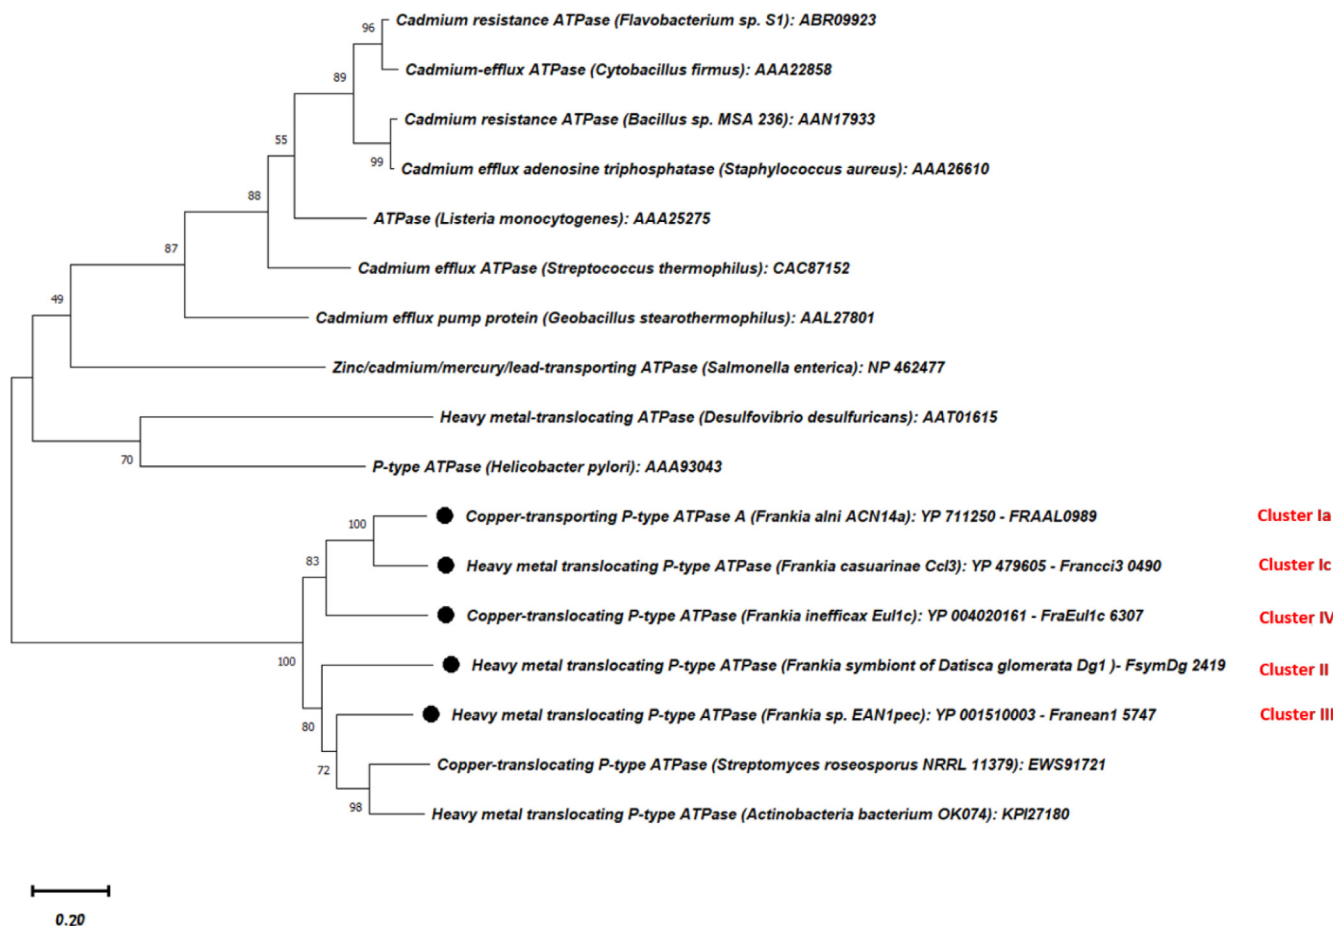 Cadmium resistance ATPase (Flavobacterium sp. S1): ABR09923
96
Cadmium-efflux ATPase (Cytobacillus firmus): AAA22858
89
Cadmium resistance ATPase (Bacillus sp. MSA 236): AAN17933
55
99
Cadmium efflux adenosine triphosphatase (Staphylococcus aureus): AAA26610
88
ATPase (Listeria monocytogenes): AAA25275
87
Cadmium efflux ATPase (Streptococcus thermophilus): CAC87152
49
Cadmium efflux pump protein (Geobacillus stearothermophilus): AAL27801
Zinc/cadmium/mercury/lead-transporting ATPase (Salmonella enterica): NP 462477
Heavy metal-translocating ATPase (Desulfovibrio desulfuricans): AAT01615
70
P-type ATPase (Helicobacter pylori): AAA93043
Copper-transporting P-type ATPase A (Frankia alni ACN14a): YP 711250 - FRAAL0989 Cluster Ia
100
83
Heavy metal translocating P-type ATPase (Frankia casuarinae CcI3): YP 479605 - Francci3 0490 Cluster Ic
Copper-translocating P-type ATPase (Frankia inefficax EuI1c): YP 004020161 - FraEuI1c 6307 Cluster IV
100
Heavy metal translocating P-type ATPase (Frankia symbiont of Datisca glomerata Dg1 )- FsymDg 2419 Cluster II
Heavy metal translocating P-type ATPase (Frankia sp. EAN1pec): YP 001510003 - Franean1 5747 Cluster III
80
72
Copper-translocating P-type ATPase (Streptomyces roseosporus NRRL 11379): EWS91721
98
Heavy metal translocating P-type ATPase (Actinobacteria bacterium OK074): KPI27180
0.20